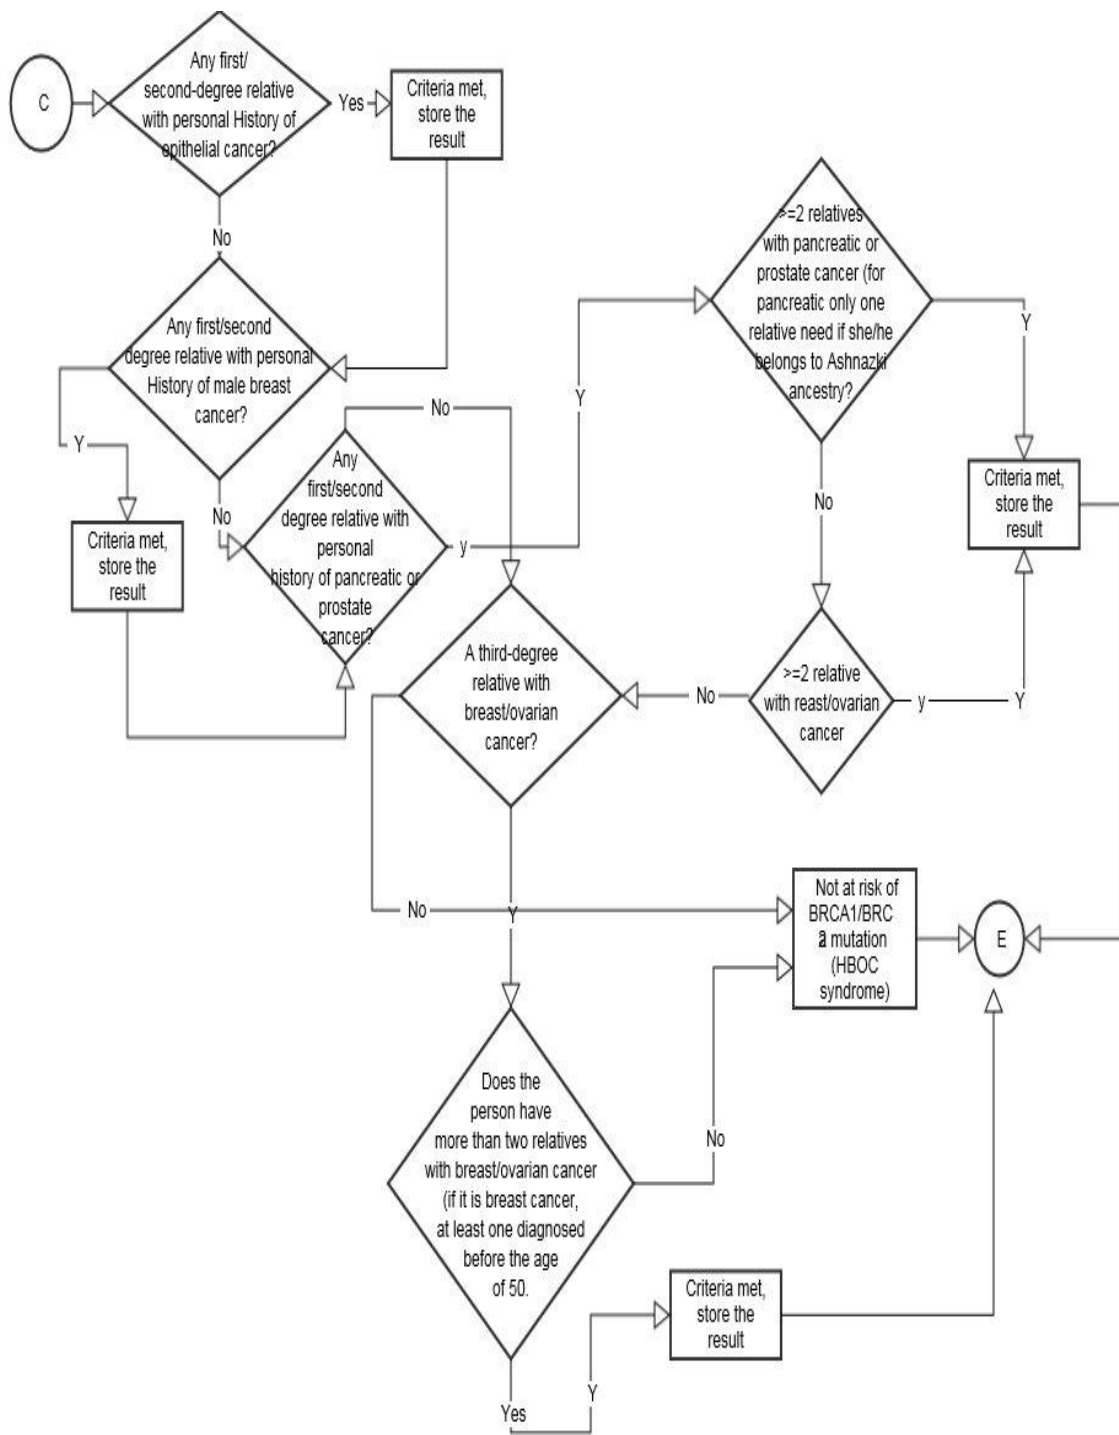 C
Any first/
second-degree relative
with personal History of
epithelial cancer?
Yes
Criteria met,
store the
result
No
Any first/second
degree relative with personal
History of male breast
cancer?
Y
No
Criteria met,
store the
result
No
Any
first/second
degree relative with
personal
history of pancreatic or
prostate
cancer?
y
Y
>=2 relatives
with pancreatic or
prostate cancer (for
pancreatic only one
relative need if she/he
belongs to Ashnazki
ancestry?
Y
No
Criteria met,
store the
result
>=2 relative
with reast/ovarian
cancer
y
Y
No
A third-degree
relative with
breast/ovarian
cancer?
No
Y
Not at risk of
BRCA1/BRC
a2 mutation
(HBOC
syndrome)
E
Does the
person have
more than two relatives
with breast/ovarian cancer
(if it is breast cancer,
at least one diagnosed
before the age
of 50.
No
Yes
Y
Criteria met,
store the
result